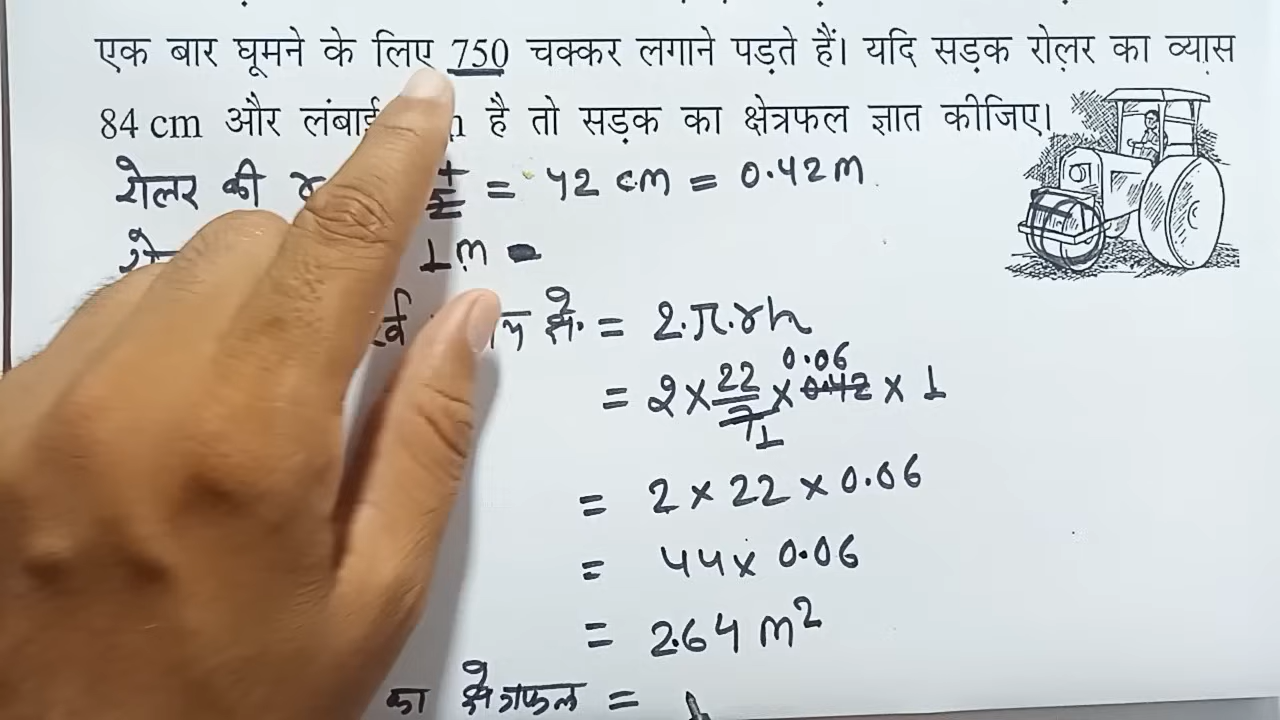 एक बार घूमने के लिए 750 चक्कर लगाने पड़ते हैं। यदि सड़क रोलर का व्यास
84 cm और लंबाई है तो सड़क का क्षेत्रफल ज्ञात कीजिए।
रोलर की = 42 cm = 0.42 m
1m
क्षे. = 2.π.rh
= 2 × 22/7 1 × 0.42 0.06 × 1
= 2 × 22 × 0.06
= 44 × 0.06
= 2.64 m²
का क्षेत्रफल =